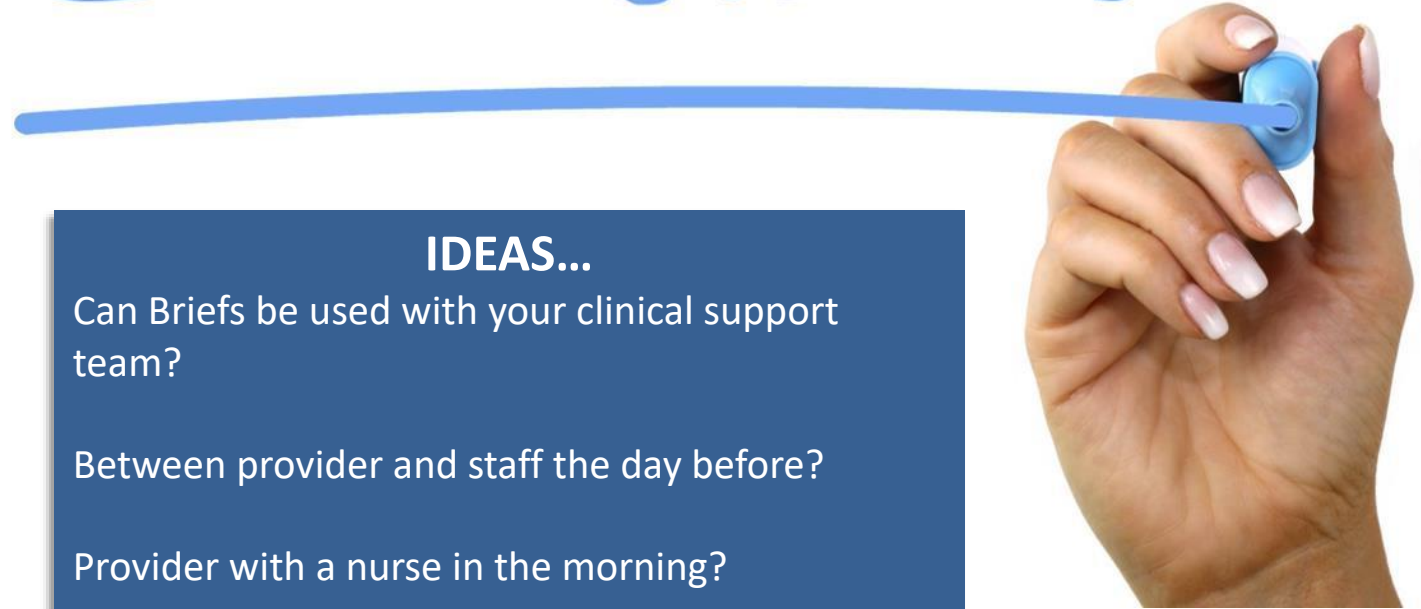 IDEAS…
Can Briefs be used with your clinical support
team?
Between provider and staff the day before?
Provider with a nurse in the morning?